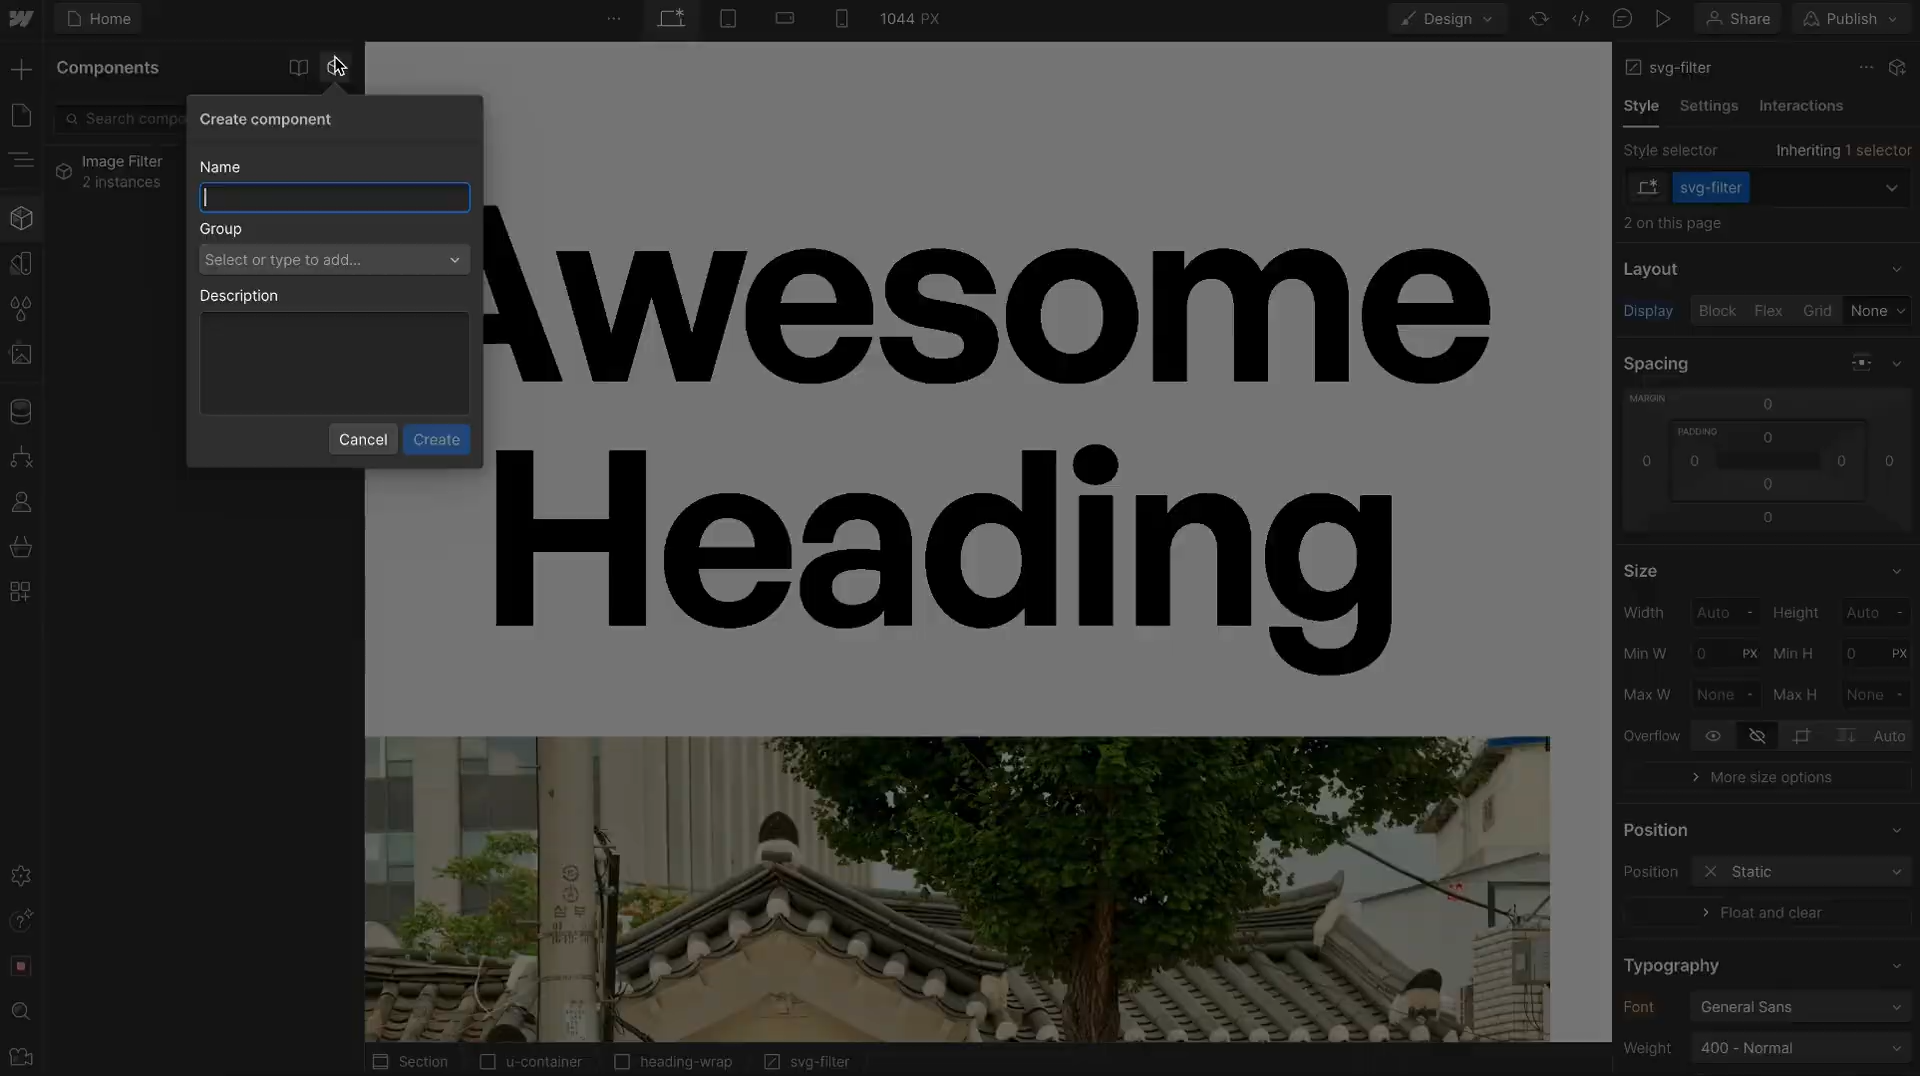 Home
1044 PX
Design
Share
Publish
Components
Search compo
Image Filter
2 instances
Create component
Name
Group
Select or type to add...
Description
Cancel
Create
Awesome
Heading
svg-filter
Style
Settings
Interactions
Style selector
Inheriting 1 selector
svg-filter
2 on this page
Layout
Display
Block
Flex
Grid
None
Spacing
MARGIN
0
PADDING
0
0
0
0
0
0
0
Size
Width
Auto
-
Height
Auto
-
Min W
0
PX
Min H
0
PX
Max W
None
-
Max H
None
-
Overflow
Auto
More size options
Position
Position
Static
Float and clear
Typography
Font
General Sans
Weight
400 - Normal
Section
u-container
heading-wrap
svg-filter